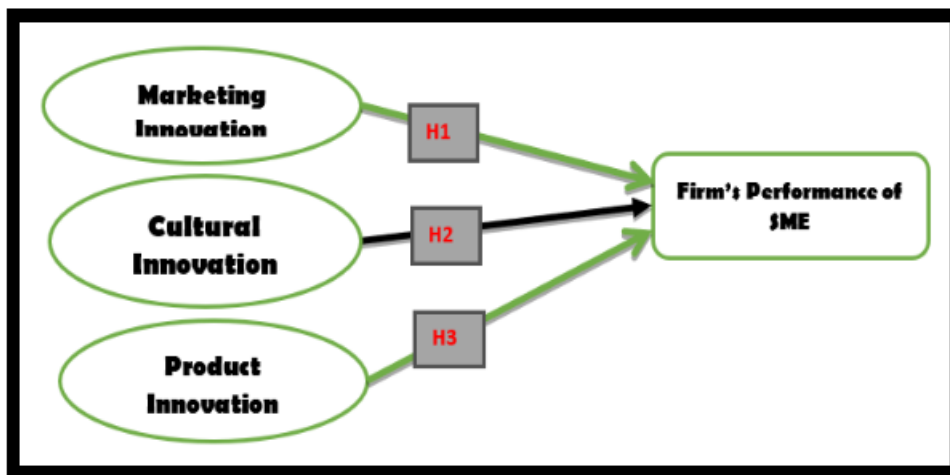 Marketing
Innovation
H1
Cultural
Innovation
H2
Product
Innovation
H3
Firm's Performance of
SME